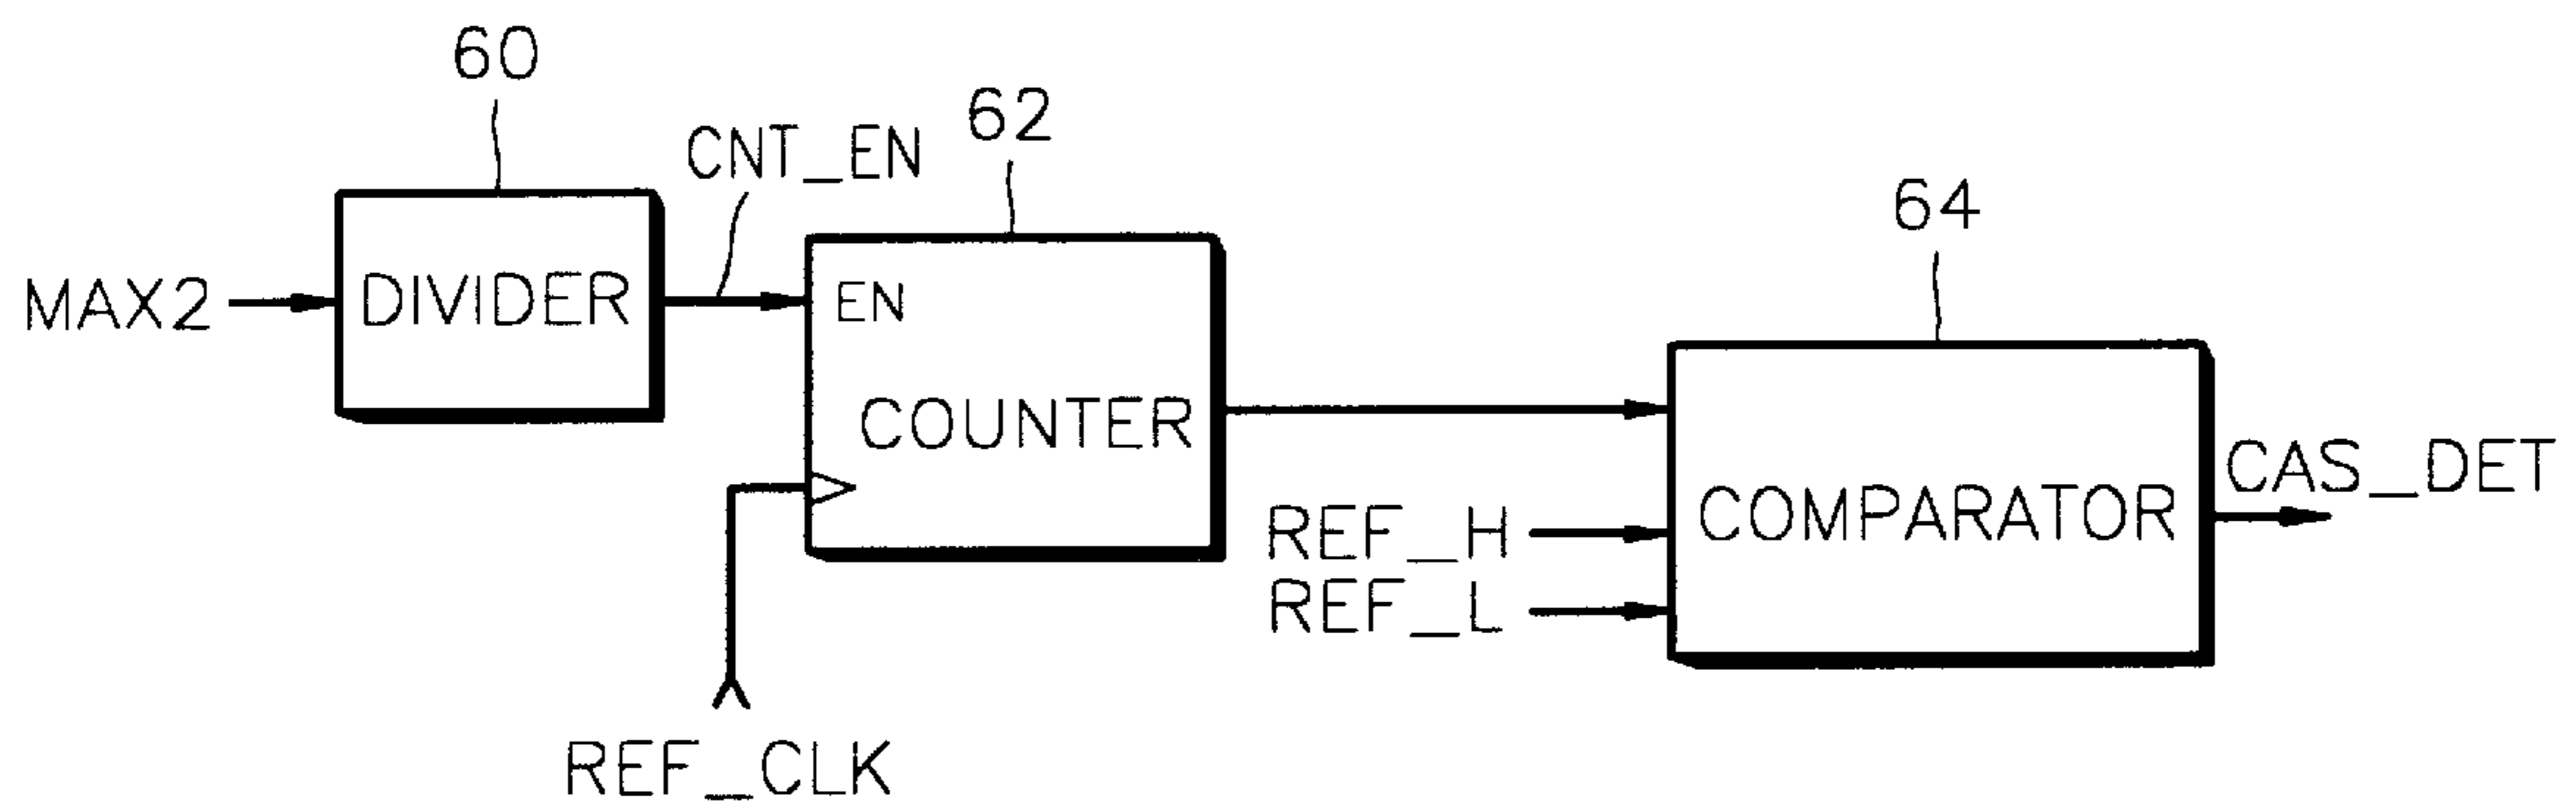 60
CNT_EN
62
64
MAX2
DIVIDER
EN
COUNTER
REF_H
REF_L
COMPARATOR
CAS_DET
REF_CLK